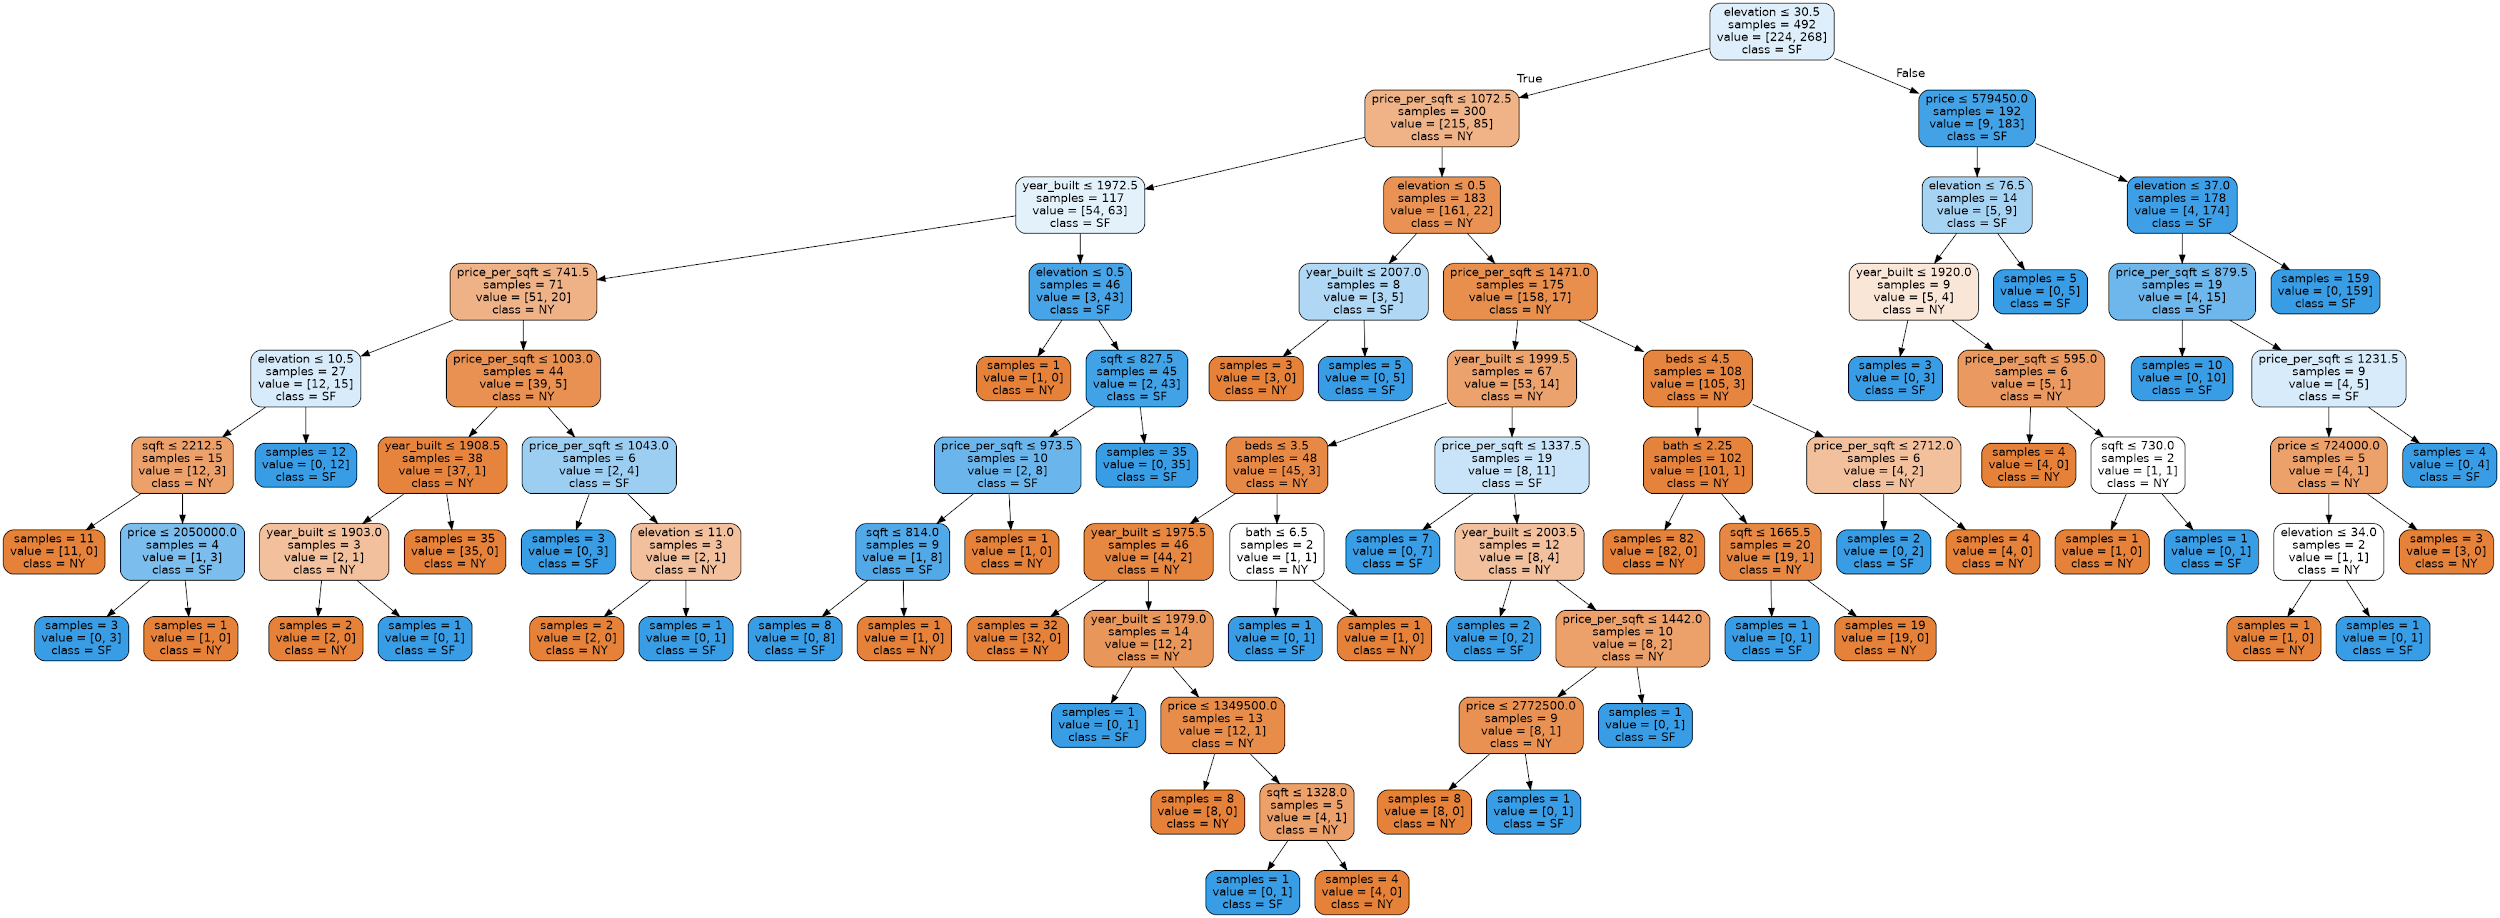 elevation ≤ 30.5
samples = 492
value = [224, 268]
class = SF
True
False
price_per_sqft ≤ 1072.5
samples = 300
value = [215, 85]
class = NY
price ≤ 579450.0
samples = 192
value = [9, 183]
class = SF
year_built ≤ 1972.5
samples = 117
value = [54, 63]
class = SF
elevation ≤ 0.5
samples = 183
value = [161, 22]
class = NY
elevation ≤ 76.5
samples = 14
value = [5, 9]
class = SF
elevation ≤ 37.0
samples = 178
value = [4, 174]
class = SF
price_per_sqft ≤ 741.5
samples = 71
value = [51, 20]
class = NY
elevation ≤ 0.5
samples = 46
value = [3, 43]
class = SF
year_built ≤ 2007.0
samples = 8
value = [3, 5]
class = SF
price_per_sqft ≤ 1471.0
samples = 175
value = [158, 17]
class = NY
year_built ≤ 1920.0
samples = 9
value = [5, 4]
class = NY
samples = 5
value = [0, 5]
class = SF
price_per_sqft ≤ 879.5
samples = 19
value = [4, 15]
class = SF
samples = 159
value = [0, 159]
class = SF
elevation ≤ 10.5
samples = 27
value = [12, 15]
class = SF
price_per_sqft ≤ 1003.0
samples = 44
value = [39, 5]
class = NY
samples = 1
value = [1, 0]
class = NY
sqft ≤ 827.5
samples = 45
value = [2, 43]
class = SF
samples = 3
value = [3, 0]
class = NY
samples = 5
value = [0, 5]
class = SF
year_built ≤ 1999.5
samples = 67
value = [53, 14]
class = NY
beds ≤ 4.5
samples = 108
value = [105, 3]
class = NY
samples = 3
value = [0, 3]
class = SF
price_per_sqft ≤ 595.0
samples = 6
value = [5, 1]
class = NY
samples = 10
value = [0, 10]
class = SF
price_per_sqft ≤ 1231.5
samples = 9
value = [4, 5]
class = SF
sqft ≤ 2212.5
samples = 15
value = [12, 3]
class = NY
samples = 12
value = [0, 12]
class = SF
year_built ≤ 1908.5
samples = 38
value = [37, 1]
class = NY
price_per_sqft ≤ 1043.0
samples = 6
value = [2, 4]
class = SF
price_per_sqft ≤ 973.5
samples = 10
value = [2, 8]
class = SF
samples = 35
value = [0, 35]
class = SF
beds ≤ 3.5
samples = 48
value = [45, 3]
class = NY
price_per_sqft ≤ 1337.5
samples = 19
value = [8, 11]
class = SF
bath ≤ 2.25
samples = 102
value = [101, 1]
class = NY
price_per_sqft ≤ 2712.0
samples = 6
value = [4, 2]
class = NY
samples = 4
value = [4, 0]
class = NY
sqft ≤ 730.0
samples = 2
value = [1, 1]
class = NY
price ≤ 724000.0
samples = 5
value = [4, 1]
class = NY
samples = 4
value = [0, 4]
class = SF
samples = 11
value = [11, 0]
class = NY
price ≤ 2050000.0
samples = 4
value = [1, 3]
class = SF
year_built ≤ 1903.0
samples = 3
value = [2, 1]
class = NY
samples = 35
value = [35, 0]
class = NY
samples = 3
value = [0, 3]
class = SF
elevation ≤ 11.0
samples = 3
value = [2, 1]
class = NY
sqft ≤ 814.0
samples = 9
value = [1, 8]
class = SF
samples = 1
value = [1, 0]
class = NY
year_built ≤ 1975.5
samples = 46
value = [44, 2]
class = NY
bath ≤ 6.5
samples = 2
value = [1, 1]
class = NY
samples = 7
value = [0, 7]
class = SF
year_built ≤ 2003.5
samples = 12
value = [8, 4]
class = NY
samples = 82
value = [82, 0]
class = NY
sqft ≤ 1665.5
samples = 20
value = [19, 1]
class = NY
samples = 2
value = [0, 2]
class = SF
samples = 4
value = [4, 0]
class = NY
samples = 1
value = [1, 0]
class = NY
samples = 1
value = [0, 1]
class = SF
elevation ≤ 34.0
samples = 2
value = [1, 1]
class = NY
samples = 3
value = [3, 0]
class = NY
samples = 3
value = [0, 3]
class = SF
samples = 1
value = [1, 0]
class = NY
samples = 2
value = [2, 0]
class = NY
samples = 1
value = [0, 1]
class = SF
samples = 2
value = [2, 0]
class = NY
samples = 1
value = [0, 1]
class = SF
samples = 8
value = [0, 8]
class = SF
samples = 1
value = [1, 0]
class = NY
samples = 32
value = [32, 0]
class = NY
year_built ≤ 1979.0
samples = 14
value = [12, 2]
class = NY
samples = 1
value = [0, 1]
class = SF
samples = 1
value = [1, 0]
class = NY
samples = 2
value = [0, 2]
class = SF
price_per_sqft ≤ 1442.0
samples = 10
value = [8, 2]
class = NY
samples = 1
value = [0, 1]
class = SF
samples = 19
value = [19, 0]
class = NY
samples = 1
value = [1, 0]
class = NY
samples = 1
value = [0, 1]
class = SF
samples = 1
value = [0, 1]
class = SF
price ≤ 1349500.0
samples = 13
value = [12, 1]
class = NY
price ≤ 2772500.0
samples = 9
value = [8, 1]
class = NY
samples = 1
value = [0, 1]
class = SF
samples = 8
value = [8, 0]
class = NY
sqft ≤ 1328.0
samples = 5
value = [4, 1]
class = NY
samples = 8
value = [8, 0]
class = NY
samples = 1
value = [0, 1]
class = SF
samples = 1
value = [0, 1]
class = SF
samples = 4
value = [4, 0]
class = NY